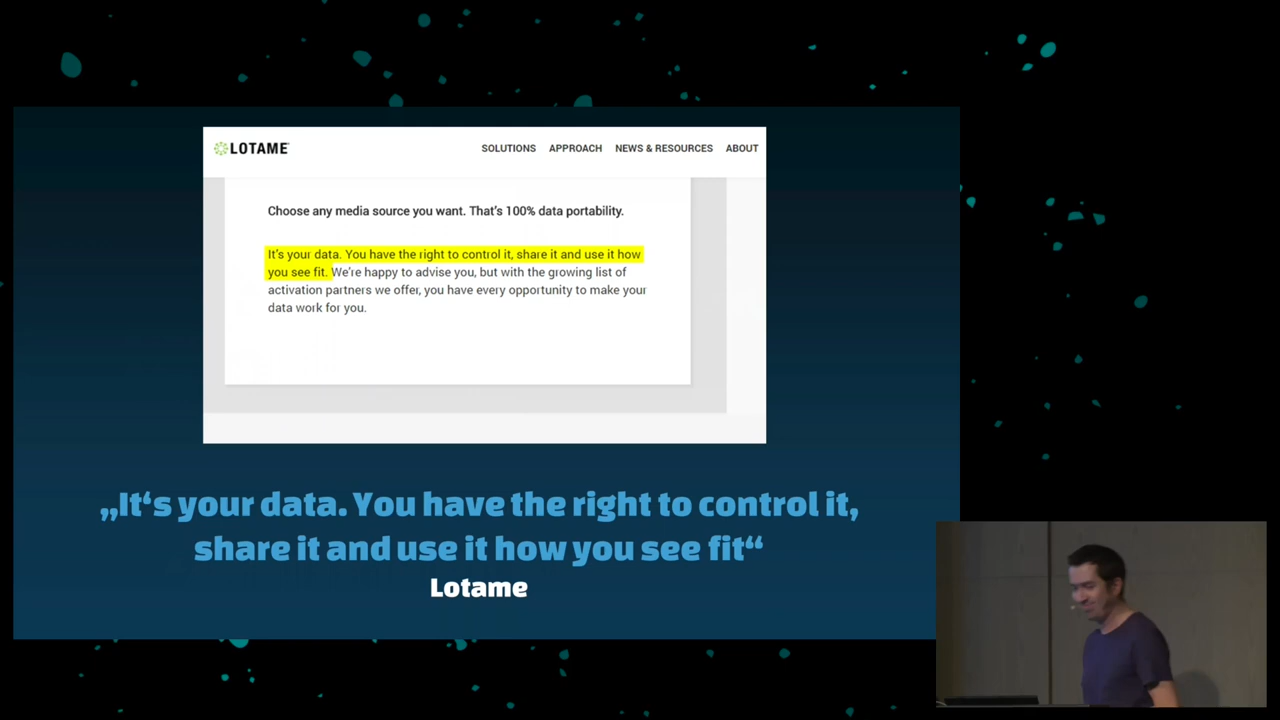 LOTAME
SOLUTIONS APPROACH NEWS & RESOURCES ABOUT
Choose any media source you want. That's 100% data portability.
It's your data. You have the right to control it, share it and use it how
you see fit. We're happy to advise you, but with the growing list of
activation partners we offer, you have every opportunity to make your
data work for you.
„It‘s your data. You have the right to control it,
share it and use it how you see fit“
Lotame